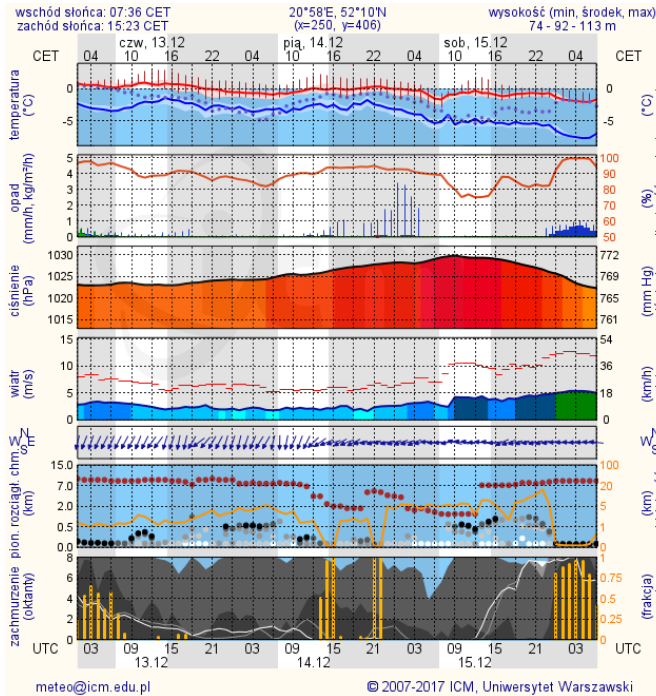 wschód słońca: 07:36 CET 20°58'E, 52°10'N wysokość (min, środek, max)
zachód słońca: 15:23 CET (x=250, y=406) 74 - 92 - 113 m
czw, 13.12 pią, 14.12 sob, 15.12
CET 04 10 16 22 04 10 16 22 04 10 16 22 CET
temperatura (°C)
0 -5
0 -5
(°C)
opad (mm/h, kg/m²/h)
5 4 3 2 1 0
100 90 80 70 60 50
(%)
ciśnienie (hPa)
1030 1025 1020 1015
772 769 765 761
(mm Hg)
wiatr (m/s)
15 10 5 0
54 36 18 0
(km/h)
N W E S
N W E S
pion. rozciągł. chm. (km)
15.0 10.0 5.0 2.0 0.5 0.0
100 20 5 2 1 0
(km)
zachmurzenie (oktanty)
8 6 4 2 0
1 0.75 0.5 0.25 0
(frakcja)
UTC 03 09 15 21 03 09 15 21 03 09 15 21 UTC
13.12 14.12 15.12
meteo@icm.edu.pl © 2007-2017 ICM, Uniwersytet Warszawski